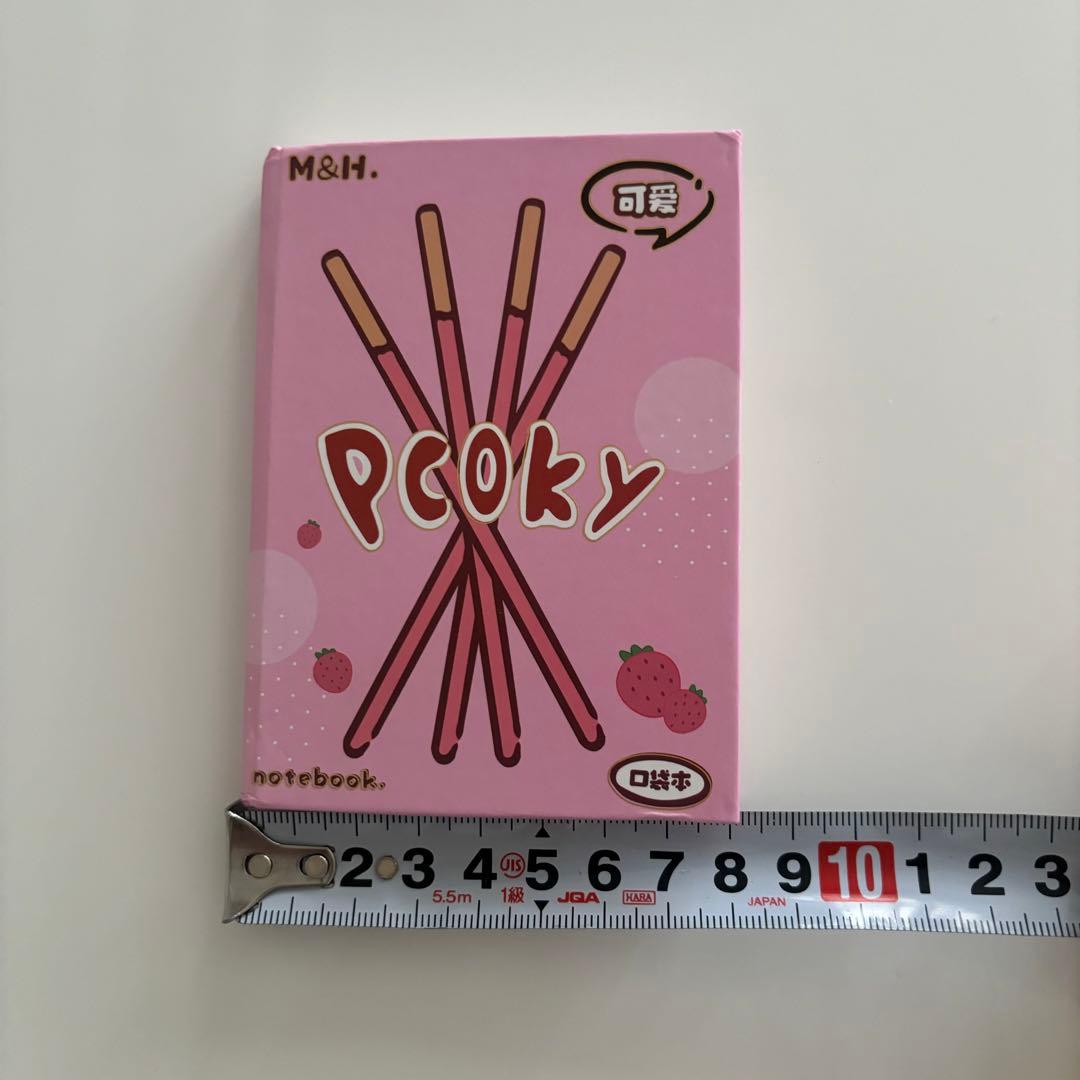 M&H.
可爱
PCOKY
notebook.
口袋本
2 3 4 JIS 5 6 7 8 9 10 1 2 3
5.5m 1級 JQA HARA JAPAN